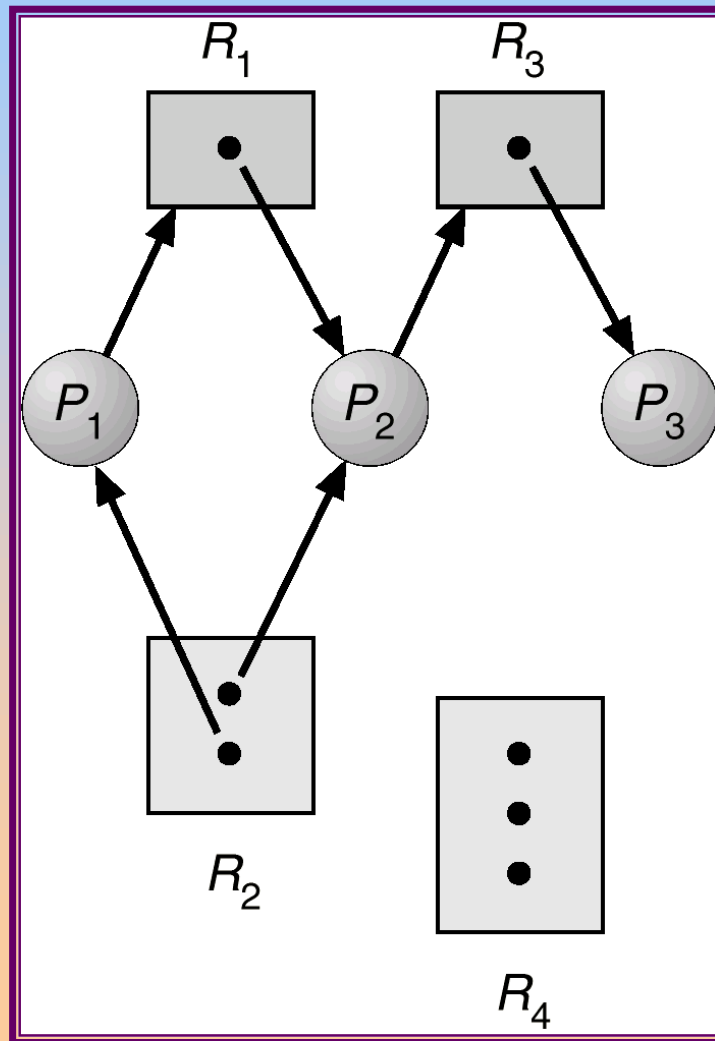 R₁ R₃
P₁ P₂ P₃
R₂
R₄